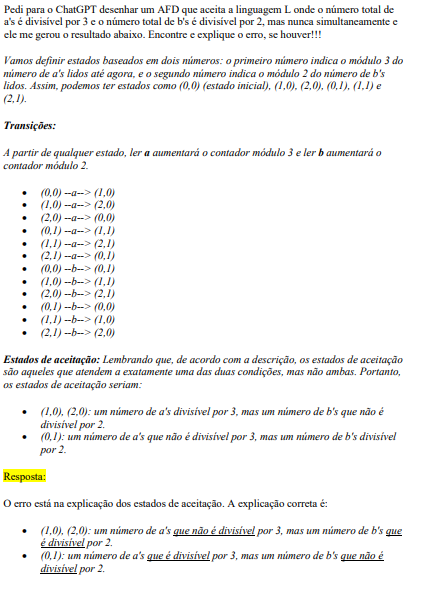 Pedi para o ChatGPT desenhar um AFD que aceita a linguagem L onde o número total de
a's é divisível por 3 e o número total de b's é divisível por 2, mas nunca simultaneamente e
ele me gerou o resultado abaixo. Encontre e explique o erro, se houver!!!
Vamos definir estados baseados em dois números: o primeiro número indica o módulo 3 do
número de a's lidos até agora, e o segundo número indica o módulo 2 do número de b's
lidos. Assim, podemos ter estados como (0,0) (estado inicial), (1,0), (2,0), (0,1), (1,1) e
(2,1).
Transições:
A partir de qualquer estado, ler a aumentará o contador módulo 3 e ler b aumentará o
contador módulo 2.
• (0,0) --a--> (1,0)
• (1,0) --a--> (2,0)
• (2,0) --a--> (0,0)
• (0,1) --a--> (1,1)
• (1,1) --a--> (2,1)
• (2,1) --a--> (0,1)
• (0,0) --b--> (0,1)
• (1,0) --b--> (1,1)
• (2,0) --b--> (2,1)
• (0,1) --b--> (0,0)
• (1,1) --b--> (1,0)
• (2,1) --b--> (2,0)
Estados de aceitação: Lembrando que, de acordo com a descrição, os estados de aceitação
são aqueles que atendem a exatamente uma das duas condições, mas não ambas. Portanto,
os estados de aceitação seriam:
• (1,0), (2,0): um número de a's divisível por 3, mas um número de b's que não é
divisível por 2.
• (0,1): um número de a's que não é divisível por 3, mas um número de b's divisível
por 2.
Resposta:
O erro está na explicação dos estados de aceitação. A explicação correta é:
• (1,0), (2,0): um número de a's que não é divisível por 3, mas um número de b's que
é divisível por 2.
• (0,1): um número de a's que é divisível por 3, mas um número de b's que não é
divisível por 2.